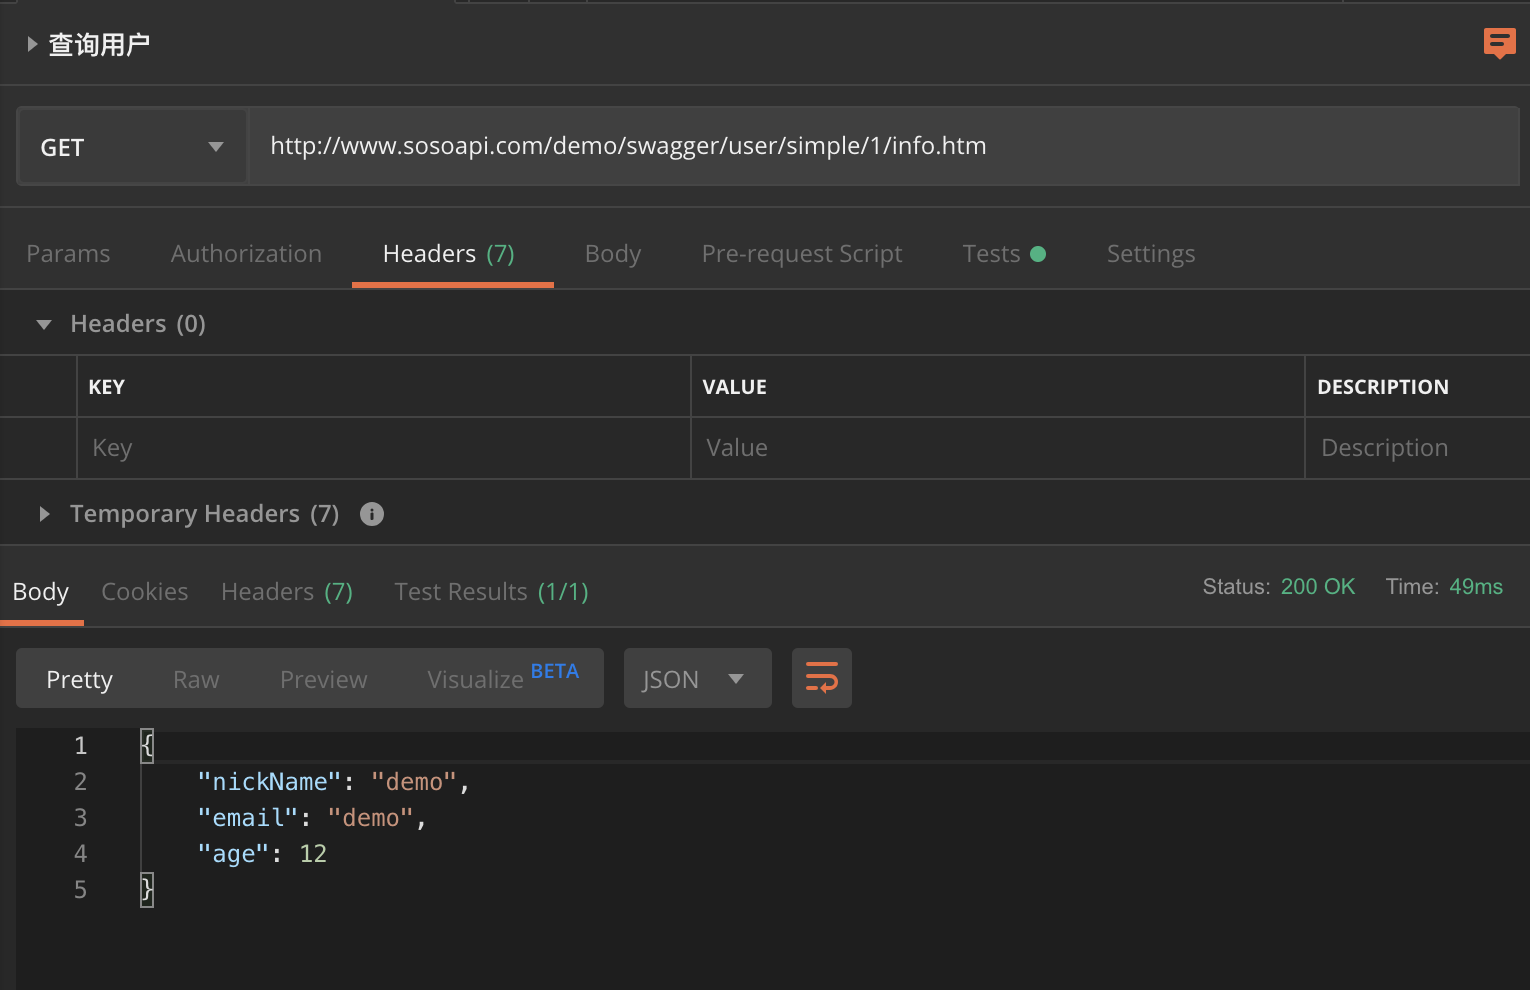 查询用户
GET http://www.sosoapi.com/demo/swagger/user/simple/1/info.htm
Params Authorization Headers (7) Body Pre-request Script Tests Settings
Headers (0)
KEY VALUE DESCRIPTION
Key Value Description
Temporary Headers (7)
Body Cookies Headers (7) Test Results (1/1) Status: 200 OK Time: 49ms
Pretty Raw Preview Visualize BETA JSON
1 {
2 "nickName": "demo",
3 "email": "demo",
4 "age": 12
5 }